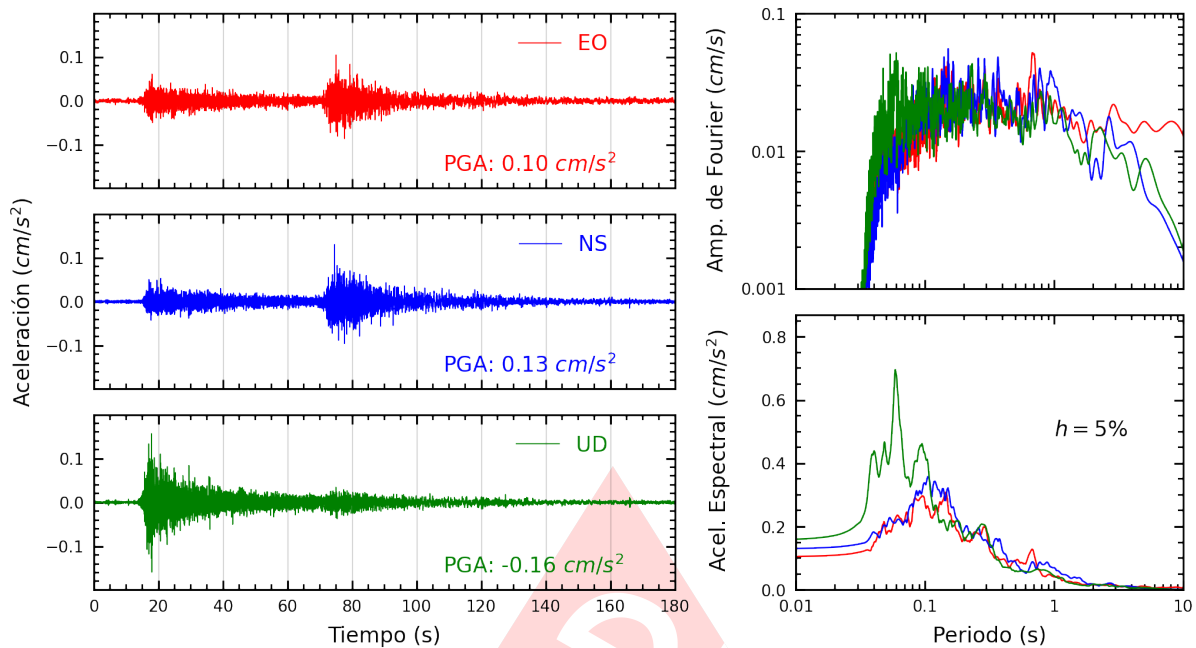 Aceleración (cm/s²)
0.1
0.0
−0.1
EO
PGA: 0.10 cm/s²
0.1
0.0
−0.1
NS
PGA: 0.13 cm/s²
0.1
0.0
−0.1
UD
PGA: -0.16 cm/s²
0 20 40 60 80 100 120 140 160 180
Tiempo (s)
Amp. de Fourier (cm/s)
0.1
0.01
0.001
Acel. Espectral (cm/s²)
0.8
0.6
0.4
0.2
0.0
h = 5%
0.01 0.1 1 10
Periodo (s)